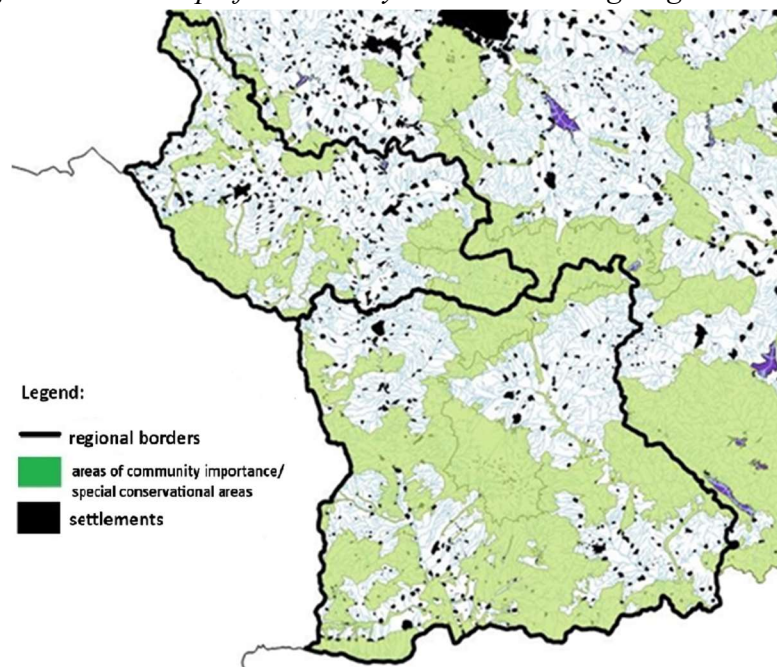 Legend:
regional borders
areas of community importance/
special conservational areas
settlements